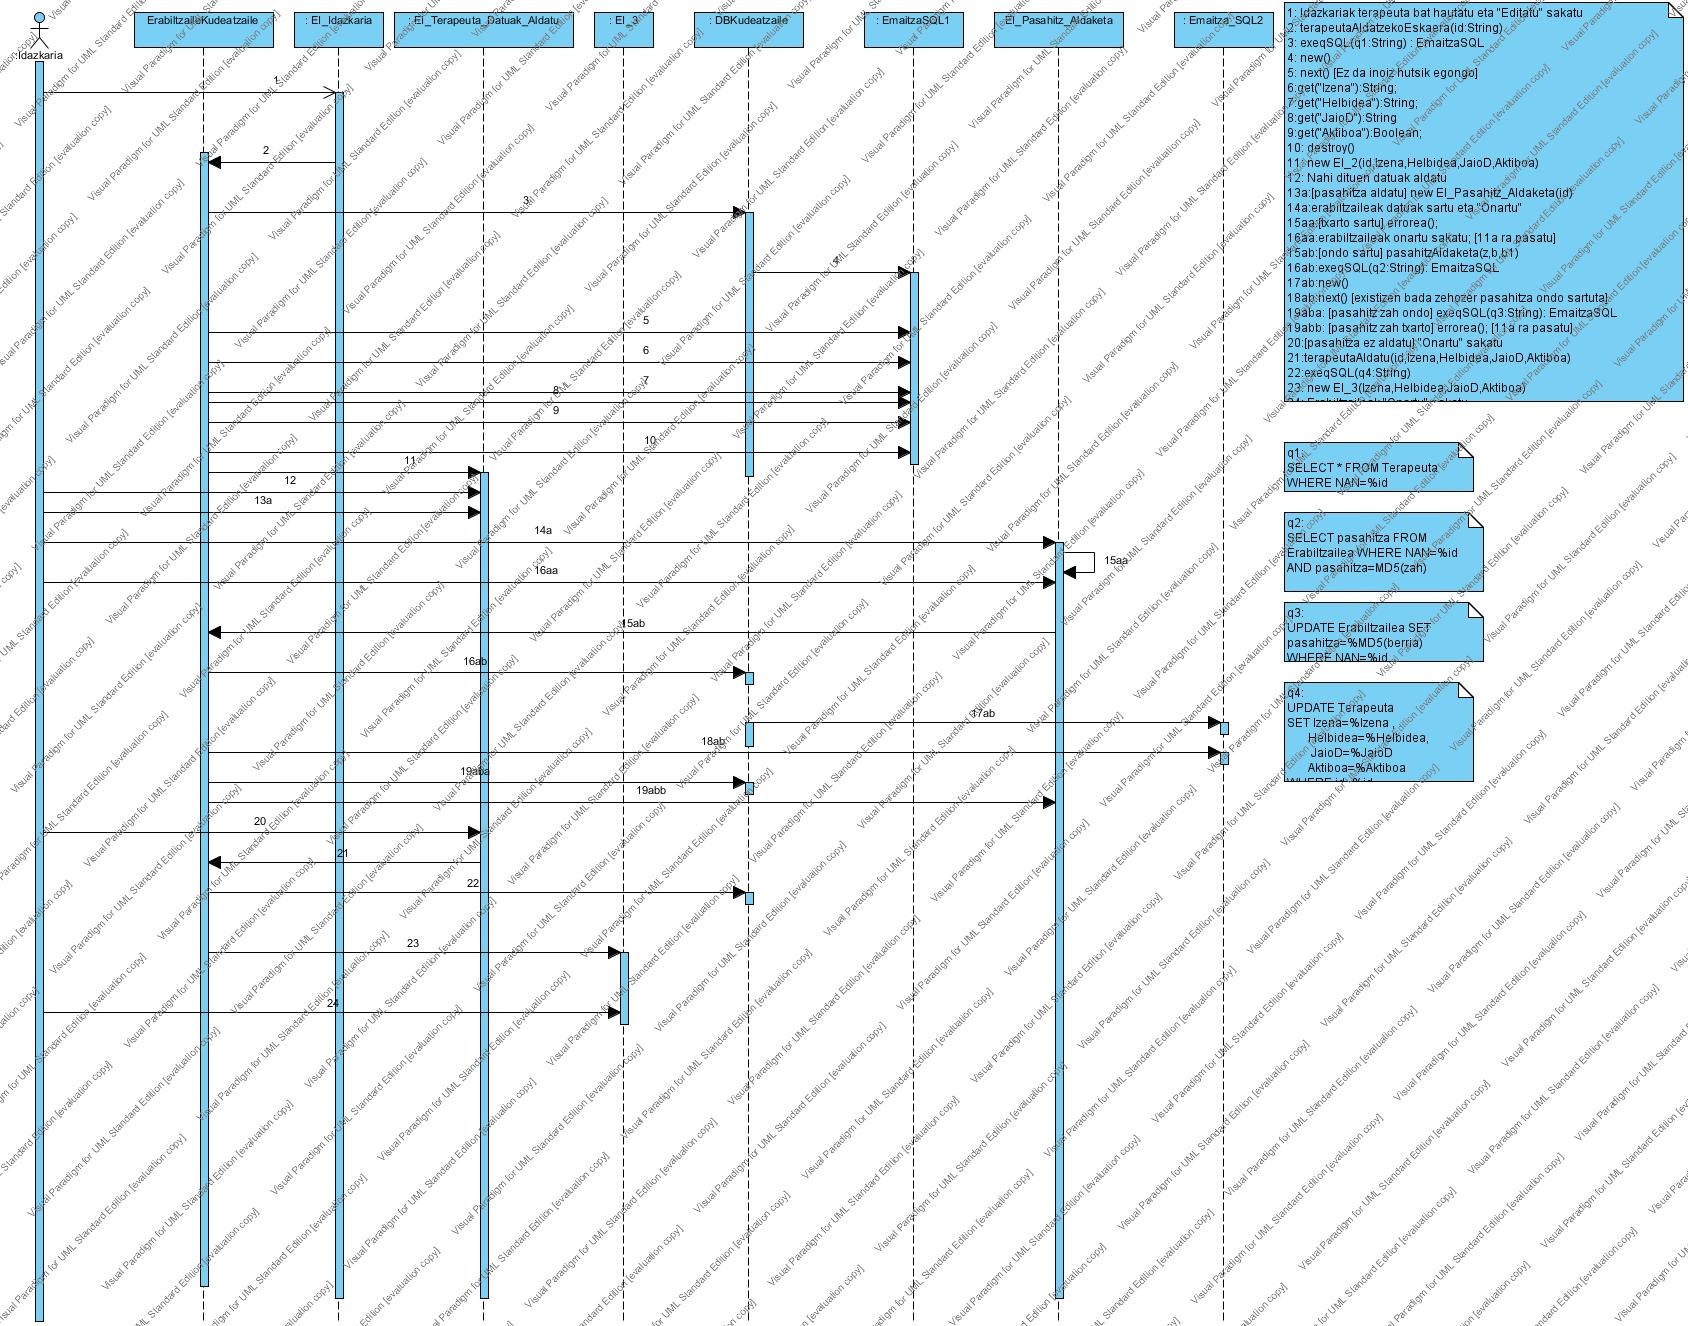 ErabiltzaileKudeatzaile
: EI_Idazkaria
EI_Terapeuta_Datuak_Aldatu
: EI_3
: DBKudeatzaile
: EmaitzaSQL1
EI_Pasahitz_Aldaketa
: Emaitza_SQL2
:Idazkaria
1
2
3
4
5
6
7
8
9
10
11
12
13a
14a
15aa
16aa
15ab
16ab
17ab
18ab
19aba
19abb
20
21
22
23
24
1: Idazkariak terapeuta bat hautatu eta "Editatu" sakatu
2: terapeutaAldatzekoEskaera(id:String)
3: exeqSQL(q1:String) : EmaitzaSQL
4: new()
5: next() [Ez da inoiz hutsik egongo]
6:get("Izena"):String;
7:get("Helbidea"):String;
8:get("JaioD"):String
9:get("Aktiboa"):Boolean;
10: destroy()
11: new EI_2(id,Izena,Helbidea,JaioD,Aktiboa)
12: Nahi dituen datuak aldatu
13a:[pasahitza aldatu] new EI_Pasahitz_Aldaketa(id)
14a:erabiltzaileak datuak sartu eta "Onartu"
15aa:[txarto sartu] errorea();
16aa:erabiltzaileak onartu sakatu; [11a ra pasatu]
15ab:[ondo sartu] pasahitzAldaketa(z,b,b1)
16ab:exeqSQL(q2:String): EmaitzaSQL
17ab:new()
18ab:next() [existizen bada zehozer pasahitza ondo sartuta]
19aba: [pasahitz zah ondo] exeqSQL(q3:String): EmaitzaSQL
19abb: [pasahitz zah txarto] errorea(); [11a ra pasatu]
20:[pasahitza ez aldatu] "Onartu" sakatu
21:terapeutaAldatu(id,Izena,Helbidea,JaioD,Aktiboa)
22:exeqSQL(q4:String)
23: new EI_3(Izena,Helbidea,JaioD,Aktiboa)
24: Erabiltzaileak "Onartu" sakatu
q1:
SELECT * FROM Terapeuta
WHERE NAN=%id
q2:
SELECT pasahitza FROM
Erabiltzailea WHERE NAN=%id
AND pasahitza=MD5(zah)
q3:
UPDATE Erabiltzailea SET
pasahitza=%MD5(berria)
WHERE NAN=%id
q4:
UPDATE Terapeuta
SET Izena=%Izena ,
Helbidea=%Helbidea,
JaioD=%JaioD
Aktiboa=%Aktiboa
WHERE id=%id
Visual Paradigm for UML Standard Edition [evaluation copy]